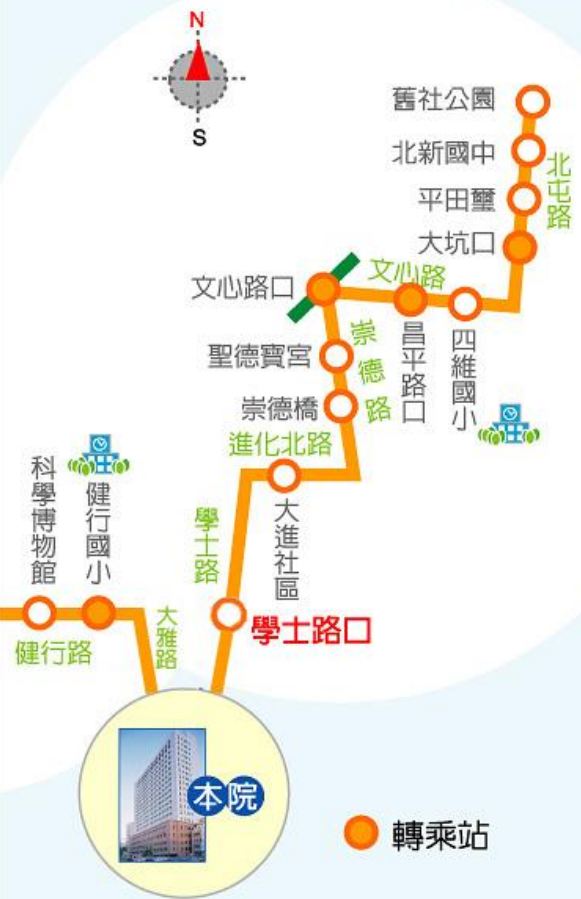 N
S
舊社公園
北新國中
平田璽
大坑口
北屯路
文心路口
文心路
昌平路口
四維國小
聖德寶宮
崇德路
崇德橋
進化北路
大進社區
學士路
科學博物館
健行國小
學士路口
大雅路
健行路
本院
轉乘站